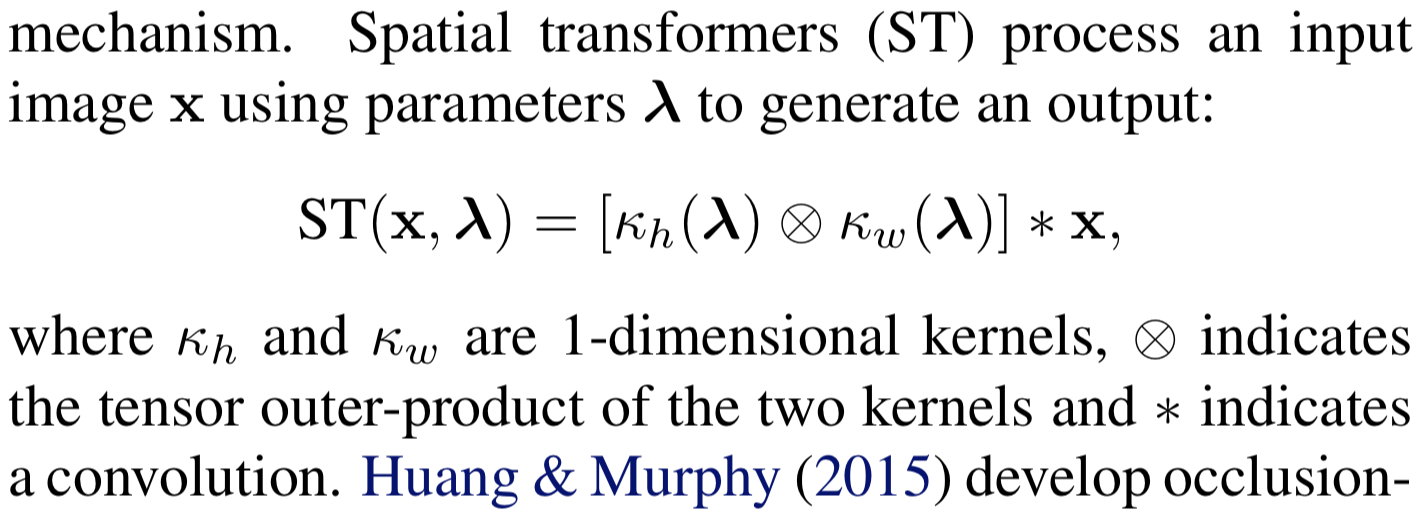 mechanism. Spatial transformers (ST) process an input
image x using parameters λ to generate an output:
ST(x, λ) = [κ_h(λ) ⊗ κ_w(λ)] ∗ x,
where κ_h and κ_w are 1-dimensional kernels, ⊗ indicates
the tensor outer-product of the two kernels and ∗ indicates
a convolution. Huang & Murphy (2015) develop occlusion-